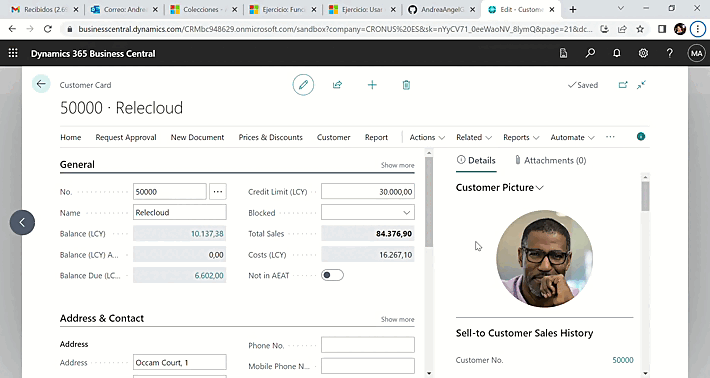 Recibidos (2.69
Correo: Andrea
Colecciones - A
Ejercicio: Func
Ejercicio: Usar
AndreaAngelG
Edit - Custome
businesscentral.dynamics.com/CRMbc948629.onmicrosoft.com/sandbox?company=CRONUS%20ES&sk=nYyCV71_0eeWaoNV_8lymQ&page=21&dc...
Dynamics 365 Business Central
MA
Customer Card
Saved
50000 · Relecloud
Home Request Approval New Document Prices & Discounts Customer Report Actions Related Reports Automate ...
General
Show more
No. 50000 ...
Credit Limit (LCY) 30.000,00
Name Relecloud
Blocked
Balance (LCY) 10.137,38
Total Sales 84.376,90
Balance (LCY) A... 0,00
Costs (LCY) 16.267,10
Balance Due (LC... 6.602,00
Not in AEAT
Address & Contact
Show more
Address
Phone No.
Address Occam Court, 1
Mobile Phone N...
Details
Attachments (0)
Customer Picture
Sell-to Customer Sales History
Customer No. 50000